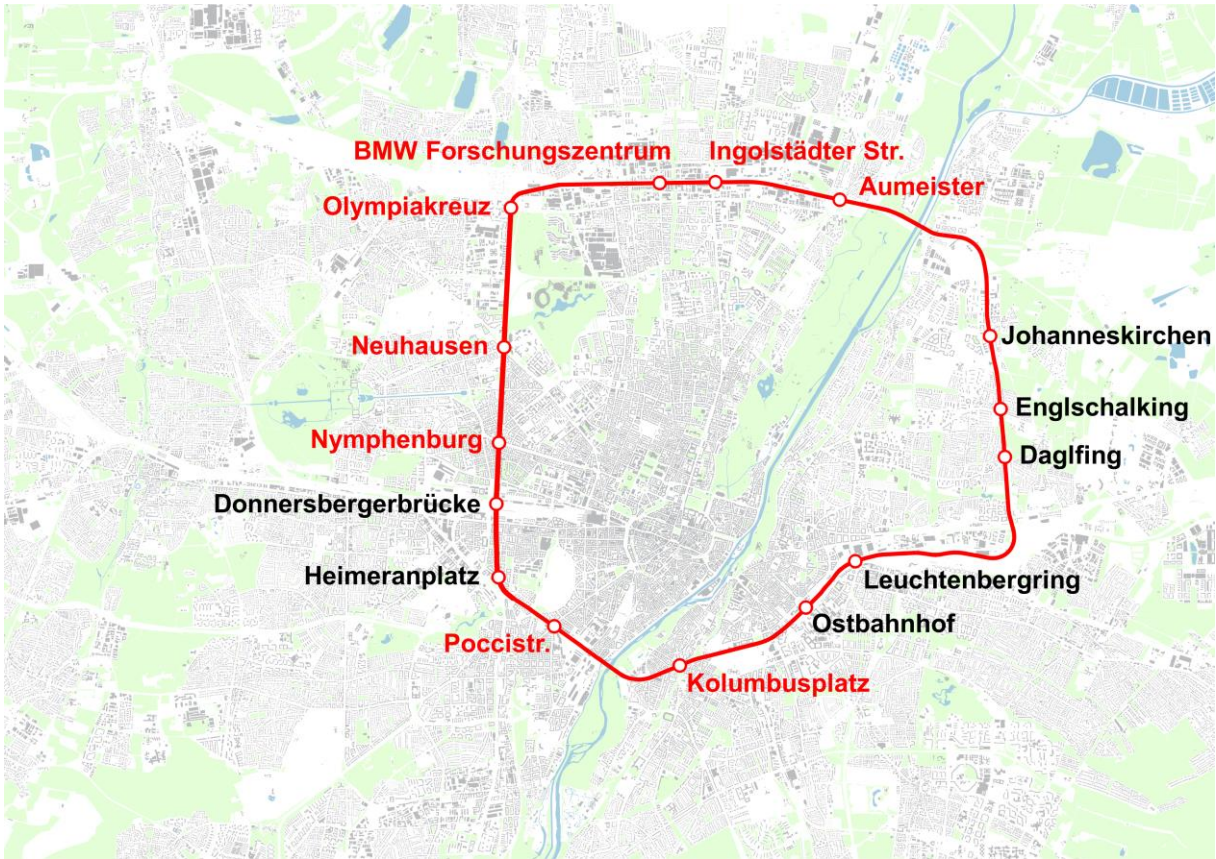 BMW Forschungszentrum
Ingolstädter Str.
Aumeister
Olympiakreuz
Johanneskirchen
Neuhausen
Englschalking
Nymphenburg
Daglfing
Donnersbergerbrücke
Heimeranplatz
Leuchtenbergring
Ostbahnhof
Poccistr.
Kolumbusplatz